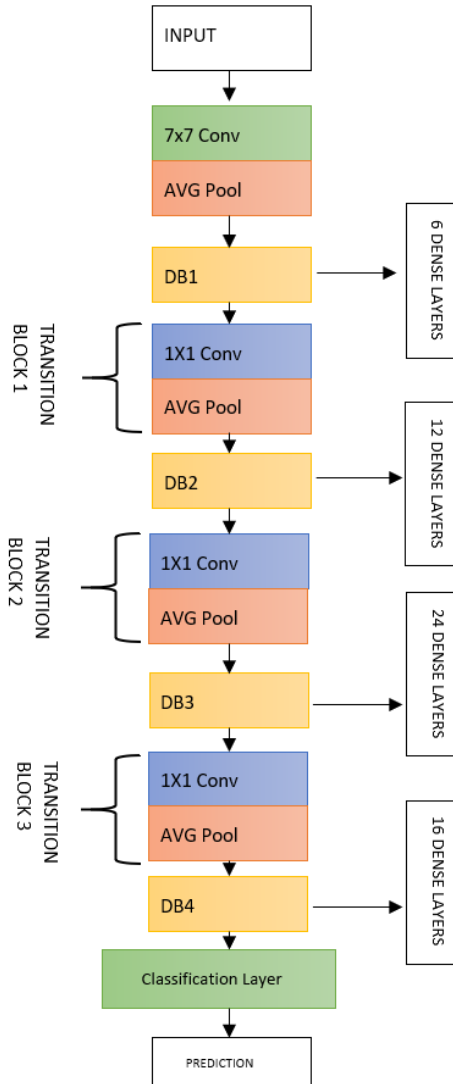 INPUT
7x7 Conv
AVG Pool
6 DENSE LAYERS
DB1
TRANSITION
BLOCK 1
1X1 Conv
AVG Pool
12 DENSE LAYERS
DB2
TRANSITION
BLOCK 2
1X1 Conv
AVG Pool
24 DENSE LAYERS
DB3
TRANSITION
BLOCK 3
1X1 Conv
AVG Pool
16 DENSE LAYERS
DB4
Classification Layer
PREDICTION